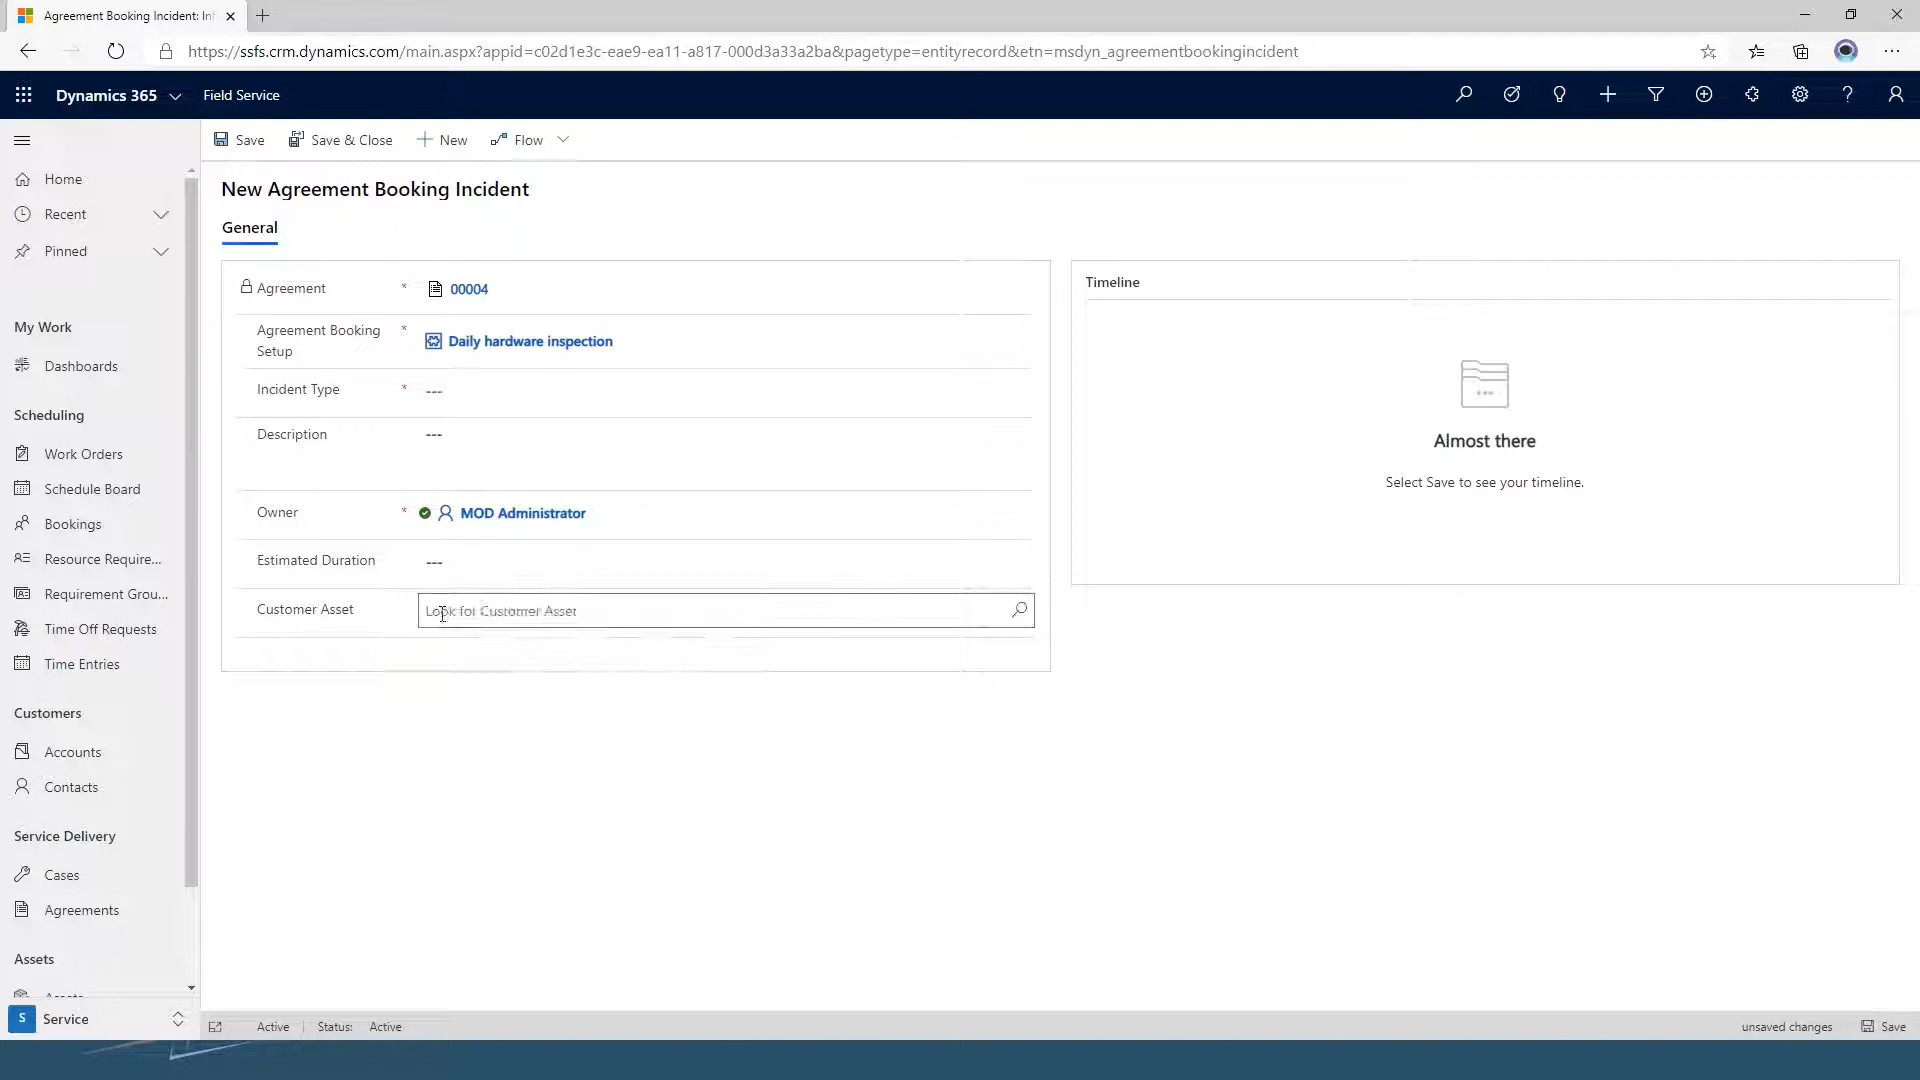 Agreement Booking Incident: Inf
https://ssfs.crm.dynamics.com/main.aspx?appid=c02d1e3c-eae9-ea11-a817-000d3a33a2ba&pagetype=entityrecord&etn=msdyn_agreementbookingincident
Dynamics 365
Field Service
Save
Save & Close
New
Flow
Home
Recent
Pinned
My Work
Dashboards
Scheduling
Work Orders
Schedule Board
Bookings
Resource Require...
Requirement Grou...
Time Off Requests
Time Entries
Customers
Accounts
Contacts
Service Delivery
Cases
Agreements
Assets
Assets
S Service
New Agreement Booking Incident
General
Agreement * 00004
Agreement Booking Setup * Daily hardware inspection
Incident Type * ---
Description ---
Owner * MOD Administrator
Estimated Duration ---
Customer Asset Look for Customer Asset
Timeline
Almost there
Select Save to see your timeline.
Active Status: Active
unsaved changes Save